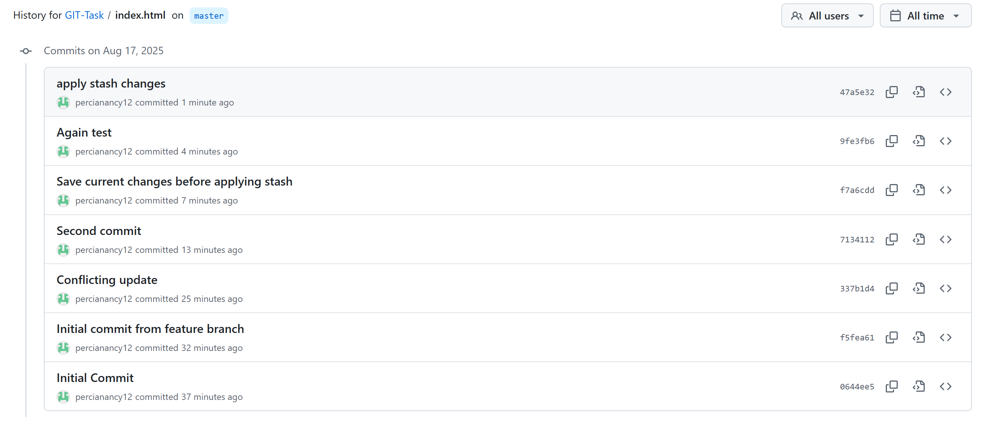 History for GIT-Task / index.html on master
All users
All time
Commits on Aug 17, 2025
apply stash changes
percianancy12 committed 1 minute ago
47a5e32
Again test
percianancy12 committed 4 minutes ago
9fe3fb6
Save current changes before applying stash
percianancy12 committed 7 minutes ago
f7a6cdd
Second commit
percianancy12 committed 13 minutes ago
7134112
Conflicting update
percianancy12 committed 25 minutes ago
337b1d4
Initial commit from feature branch
percianancy12 committed 32 minutes ago
f5fea61
Initial Commit
percianancy12 committed 37 minutes ago
0644ee5